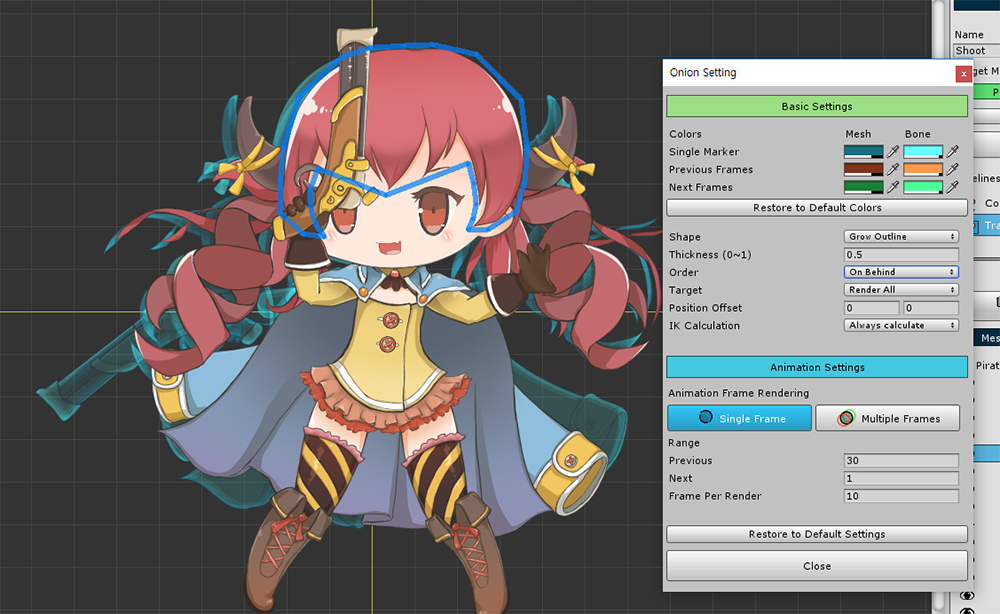 Name
Shoot
get M
P
elines
Co
Tra
Mes
Pirat
Onion Setting
x
Basic Settings
Colors Mesh Bone
Single Marker
Previous Frames
Next Frames
Restore to Default Colors
Shape Grow Outline
Thickness (0~1) 0.5
Order On Behind
Target Render All
Position Offset 0 0
IK Calculation Always calculate
Animation Settings
Animation Frame Rendering
Single Frame Multiple Frames
Range
Previous 30
Next 1
Frame Per Render 10
Restore to Default Settings
Close